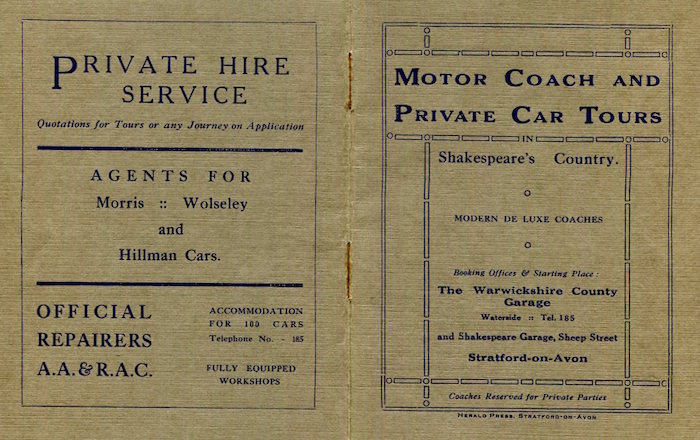 PRIVATE HIRE
SERVICE
Quotations for Tours or any Journey on Application
AGENTS FOR
Morris :: Wolseley
and
Hillman Cars.
OFFICIAL
REPAIRERS
A.A. & R.A.C.
ACCOMMODATION
FOR 100 CARS
Telephone No. - 185
FULLY EQUIPPED
WORKSHOPS
MOTOR COACH AND
PRIVATE CAR TOURS
IN
Shakespeare's Country.
MODERN DE LUXE COACHES
Booking Offices & Starting Place :
The Warwickshire County
Garage
Waterside :: Tel. 185
and Shakespeare Garage, Sheep Street
Stratford-on-Avon
Coaches Reserved for Private Parties
HERALD PRESS, STRATFORD-ON-AVON